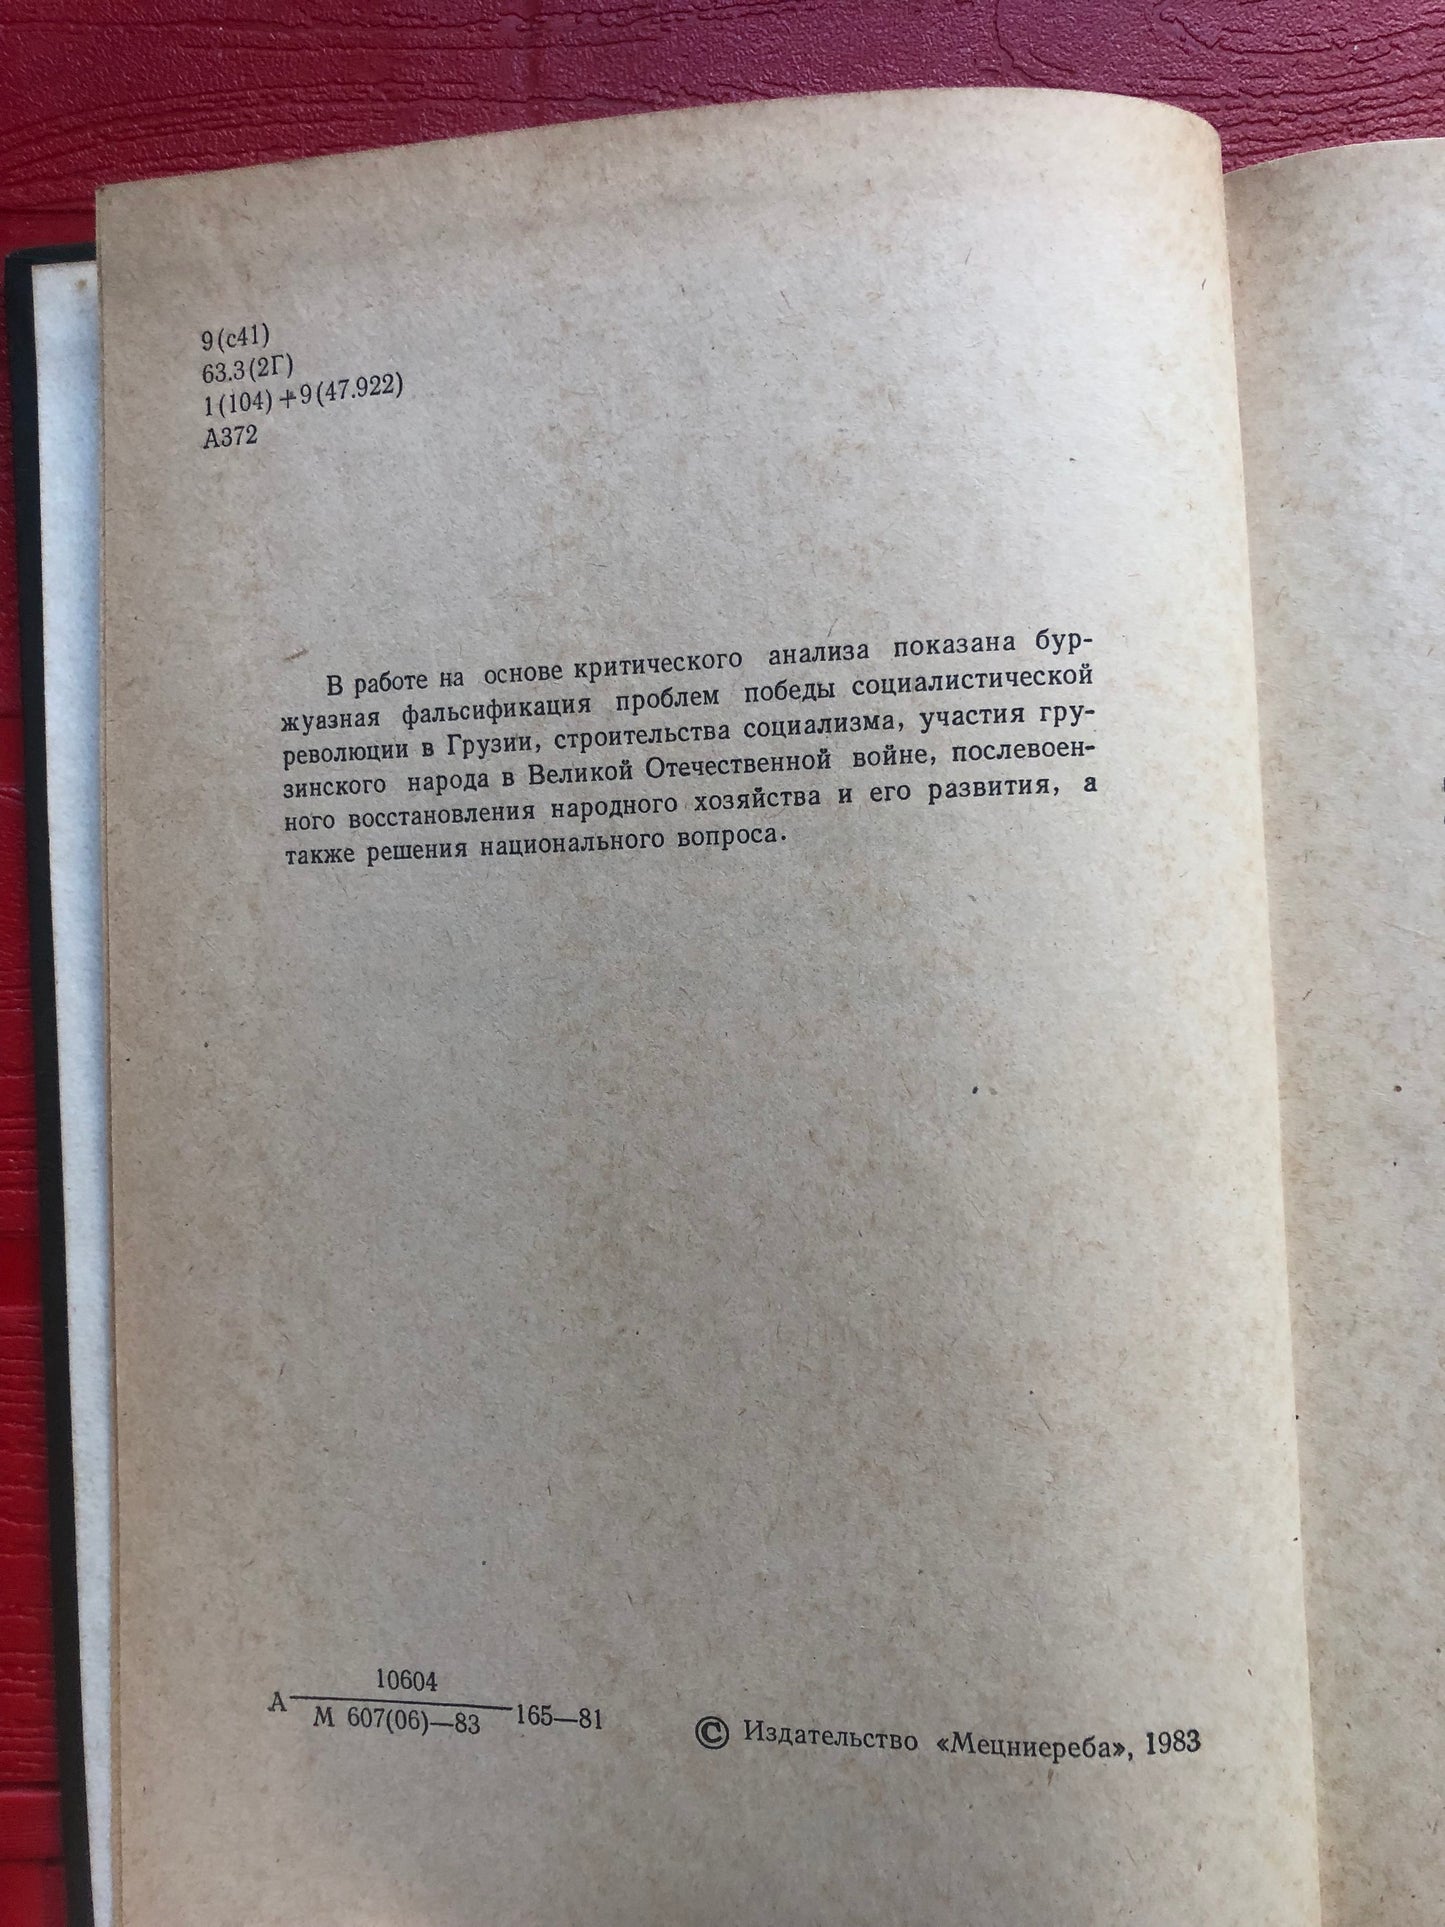 9(с41)
63.3(2Г)
1(104)+9(47.922)
А372
В работе на основе критического анализа показана бур-
жуазная фальсификация проблем победы социалистической
революции в Грузии, строительства социализма, участия гру-
зинского народа в Великой Отечественной войне, послевоен-
ного восстановления народного хозяйства и его развития, а
также решения национального вопроса.
10604
А 165—81
М 607(06)—83
© Издательство «Мецниереба», 1983